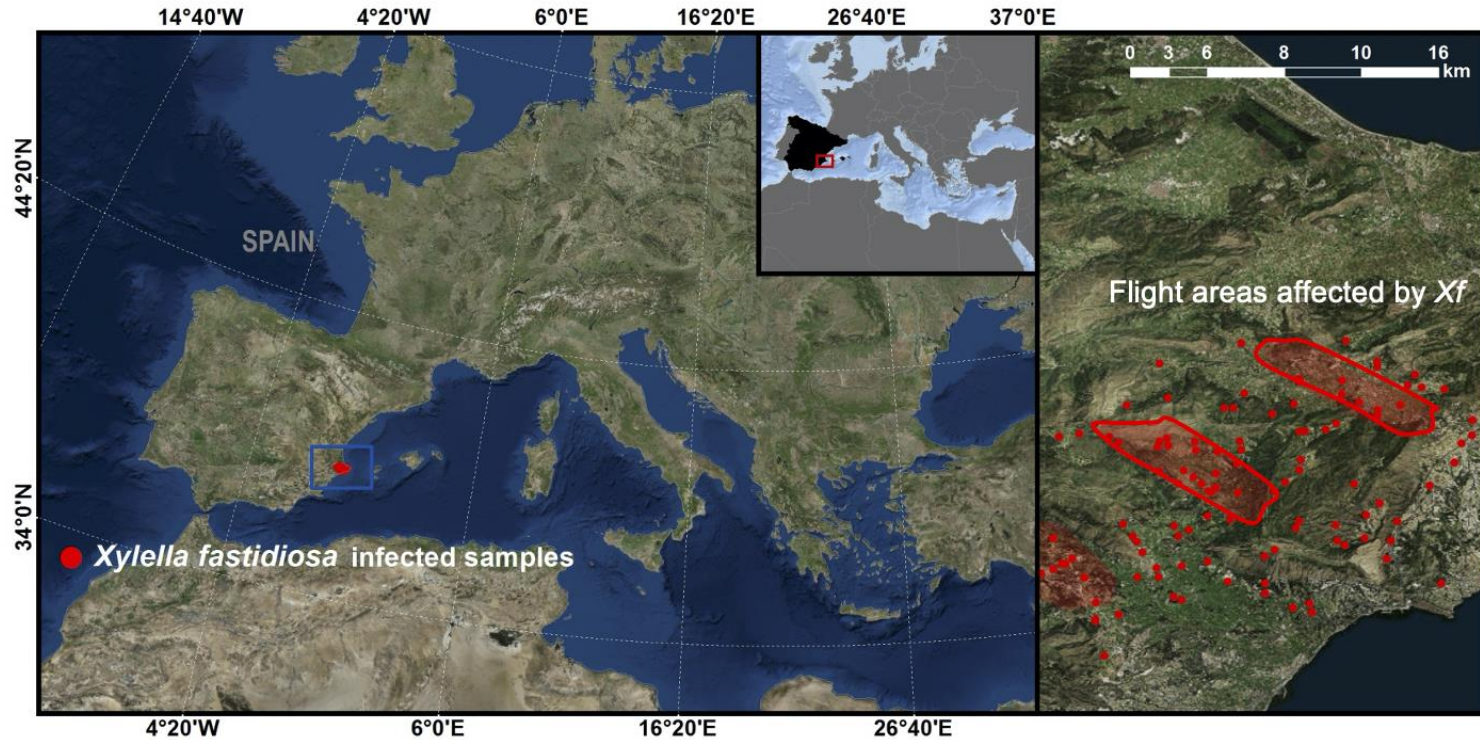 14°40'W 4°20'W 6°0'E 16°20'E 26°40'E 37°0'E
0 3 6 8 10 16
km
44°20'N
SPAIN
Flight areas affected by Xf
34°0'N
Xylella fastidiosa infected samples
4°20'W 6°0'E 16°20'E 26°40'E